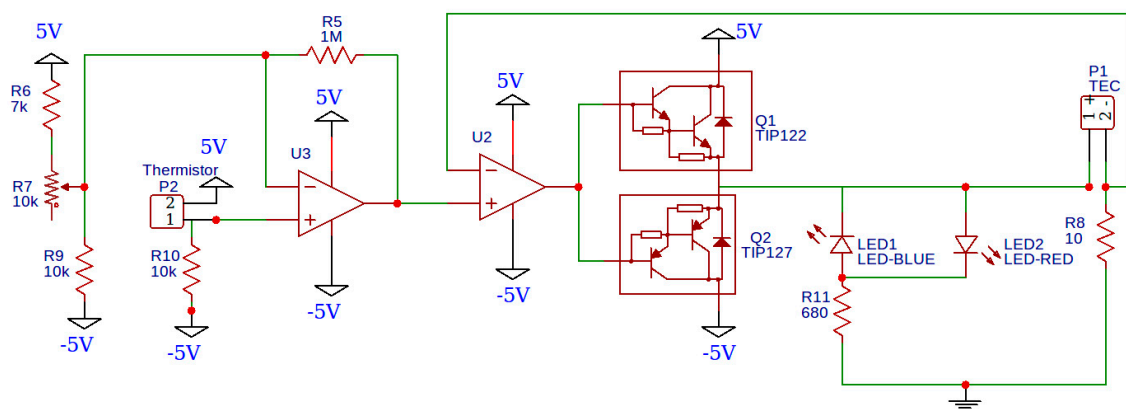 5V
R6
7k
R7
10k
R9
10k
-5V
R5
1M
5V
Thermistor
P2
2
1
R10
10k
-5V
U3
5V
-
+
-5V
U2
5V
-
+
-5V
5V
Q1
TIP122
Q2
TIP127
-5V
LED1
LED-BLUE
LED2
LED-RED
R11
680
P1
TEC
1 +
2 -
R8
10